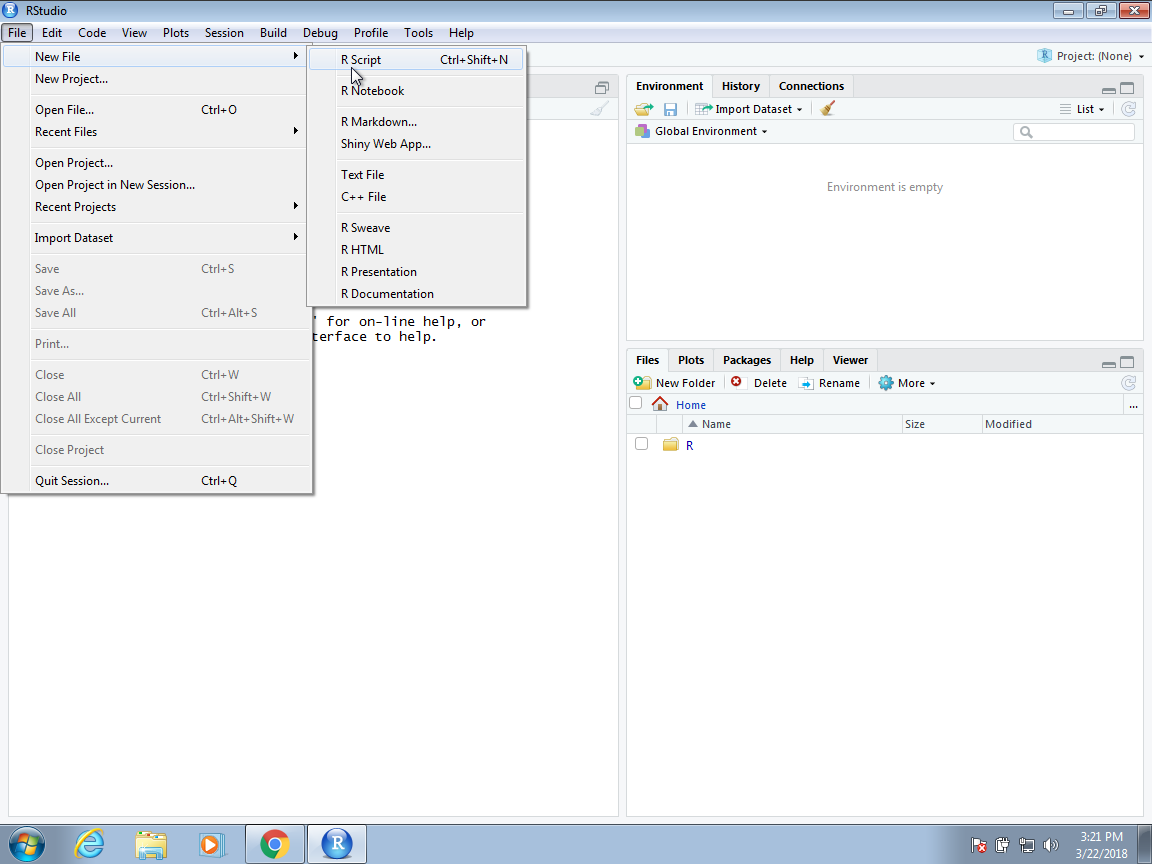 RStudio
File Edit Code View Plots Session Build Debug Profile Tools Help
Project: (None)
New File
New Project...
Open File... Ctrl+O
Recent Files
Open Project...
Open Project in New Session...
Recent Projects
Import Dataset
Save Ctrl+S
Save As...
Save All Ctrl+Alt+S
Print...
Close Ctrl+W
Close All Ctrl+Shift+W
Close All Except Current Ctrl+Alt+Shift+W
Close Project
Quit Session... Ctrl+Q
R Script Ctrl+Shift+N
R Notebook
R Markdown...
Shiny Web App...
Text File
C++ File
R Sweave
R HTML
R Presentation
R Documentation
' for on-line help, or
terface to help.
Environment History Connections
Import Dataset List
Global Environment
Environment is empty
Files Plots Packages Help Viewer
New Folder Delete Rename More
Home ...
Name Size Modified
R
3:21 PM
3/22/2018